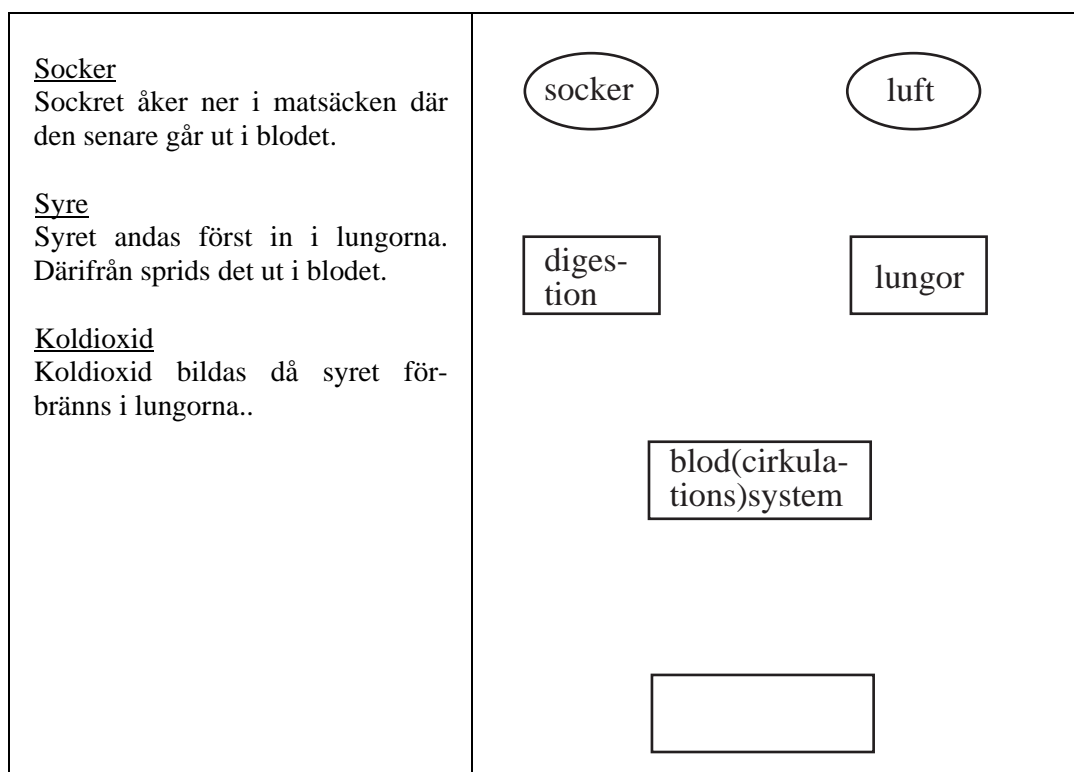 Socker
Sockret åker ner i matsäcken där
den senare går ut i blodet.
Syre
Syret andas först in i lungorna.
Därifrån sprids det ut i blodet.
Koldioxid
Koldioxid bildas då syret för-
bränns i lungorna..
socker
luft
diges-
tion
lungor
blod(cirkula-
tions)system